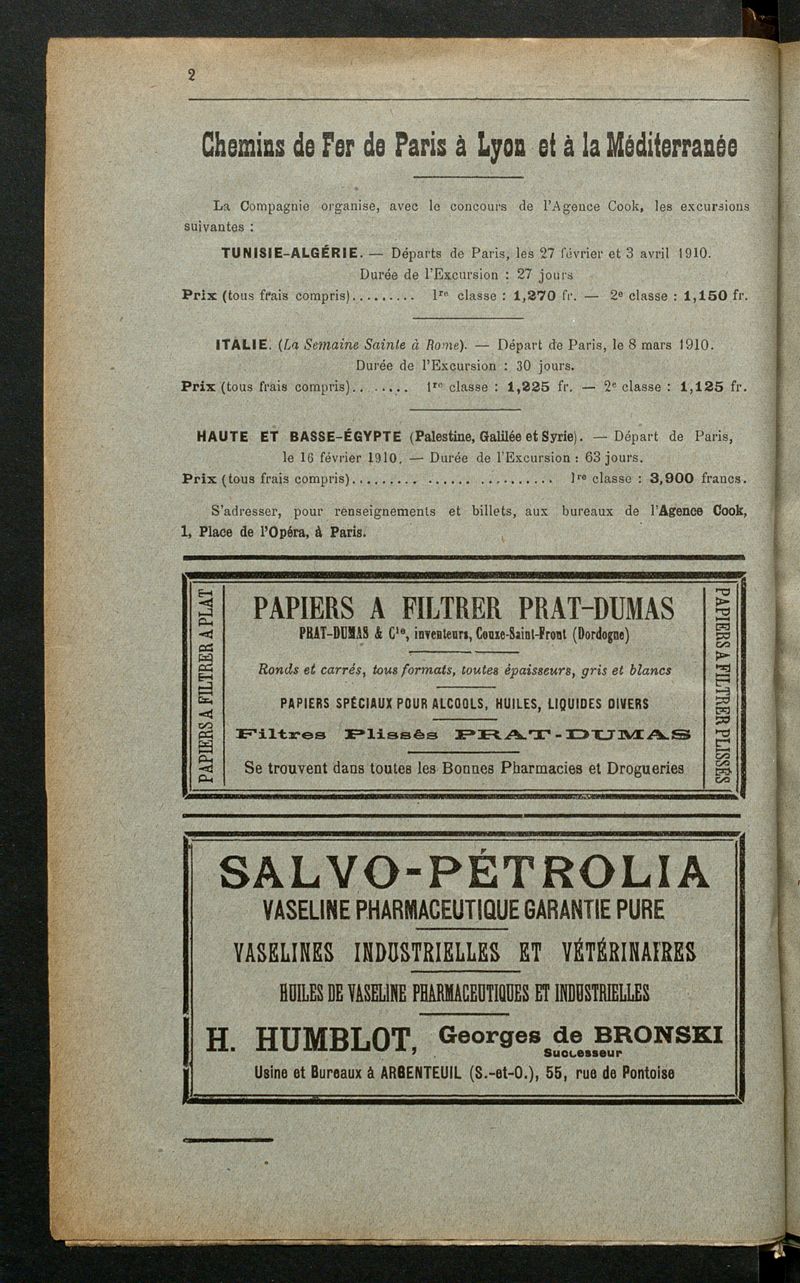 2
Chemins de Fer de Paris à Lyon et à la Méditerranée
La Compagnie organise, avec le concours de l'Agence Cook, les excursions
suivantes :
TUNISIE-ALGÉRIE. — Départs de Paris, les 27 février et 3 avril 1910.
Durée de l'Excursion : 27 jours
Prix (tous frais compris)......... 1re classe : 1,270 fr. — 2e classe : 1,150 fr.
ITALIE. (La Semaine Sainte à Rome). — Départ de Paris, le 8 mars 1910.
Durée de l'Excursion : 30 jours.
Prix (tous frais compris).. ...... 1re classe : 1,225 fr. — 2e classe : 1,125 fr.
HAUTE ET BASSE-ÉGYPTE (Palestine, Galilée et Syrie). — Départ de Paris,
le 16 février 1910. — Durée de l'Excursion : 63 jours.
Prix (tous frais compris).......... ...... .......... 1re classe : 3,900 francs.
S'adresser, pour renseignements et billets, aux bureaux de l'Agence Cook,
1, Place de l'Opéra, à Paris.
PAPIERS A FILTRER A PLAT
PAPIERS A FILTRER PRAT-DUMAS
PRAT-DUMAS & Cie, inventeurs, Couze-Saint-Front (Dordogne)
Ronds et carrés, tous formats, toutes épaisseurs, gris et blancs
PAPIERS SPÉCIAUX POUR ALCOOLS, HUILES, LIQUIDES DIVERS
Filtres Plissés PRAT-DUMAS
Se trouvent dans toutes les Bonnes Pharmacies et Drogueries
PAPIERS A FILTRER PLISSES
SALVO-PÉTROLIA
VASELINE PHARMACEUTIQUE GARANTIE PURE
VASELINES INDUSTRIELLES ET VÉTÉRINAIRES
HUILES DE VASELINE PHARMACEUTIQUES ET INDUSTRIELLES
H. HUMBLOT, Georges de BRONSKI
Successeur
Usine et Bureaux à ARGENTEUIL (S.-et-O.), 55, rue de Pontoise